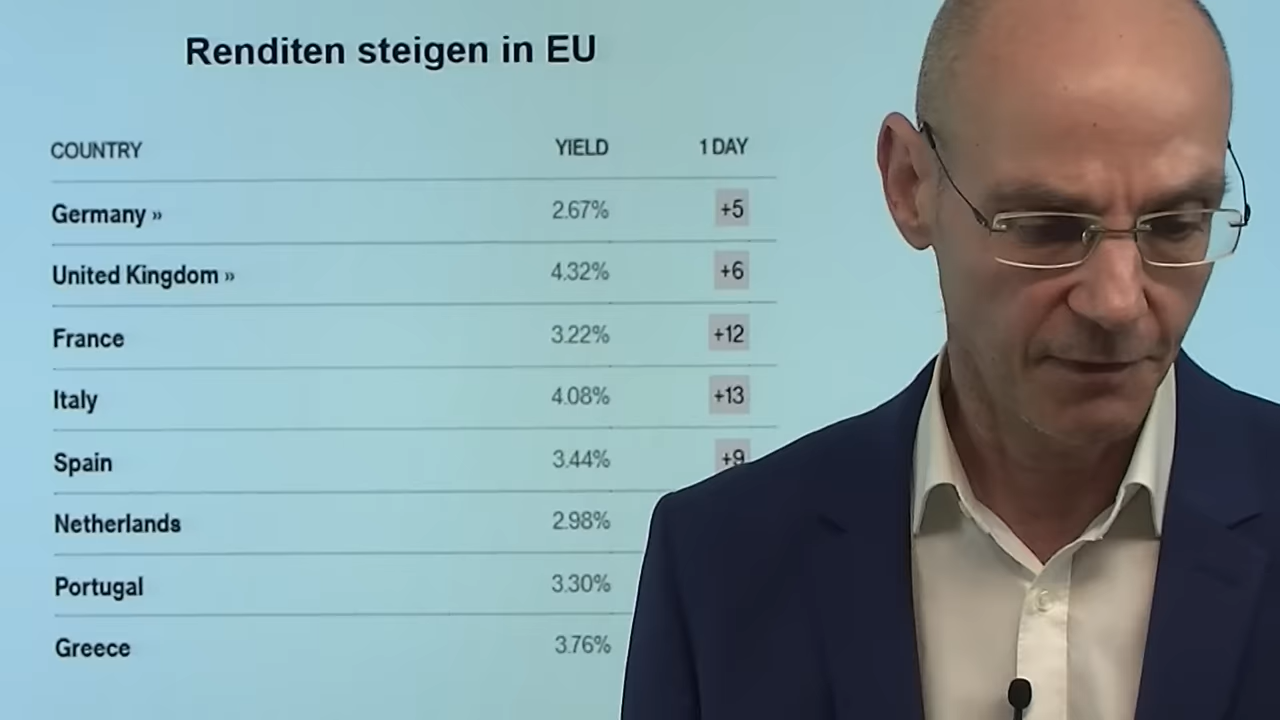 Renditen steigen in EU
COUNTRY YIELD 1 DAY
Germany » 2.67% +5
United Kingdom » 4.32% +6
France 3.22% +12
Italy 4.08% +13
Spain 3.44% +9
Netherlands 2.98%
Portugal 3.30%
Greece 3.76%